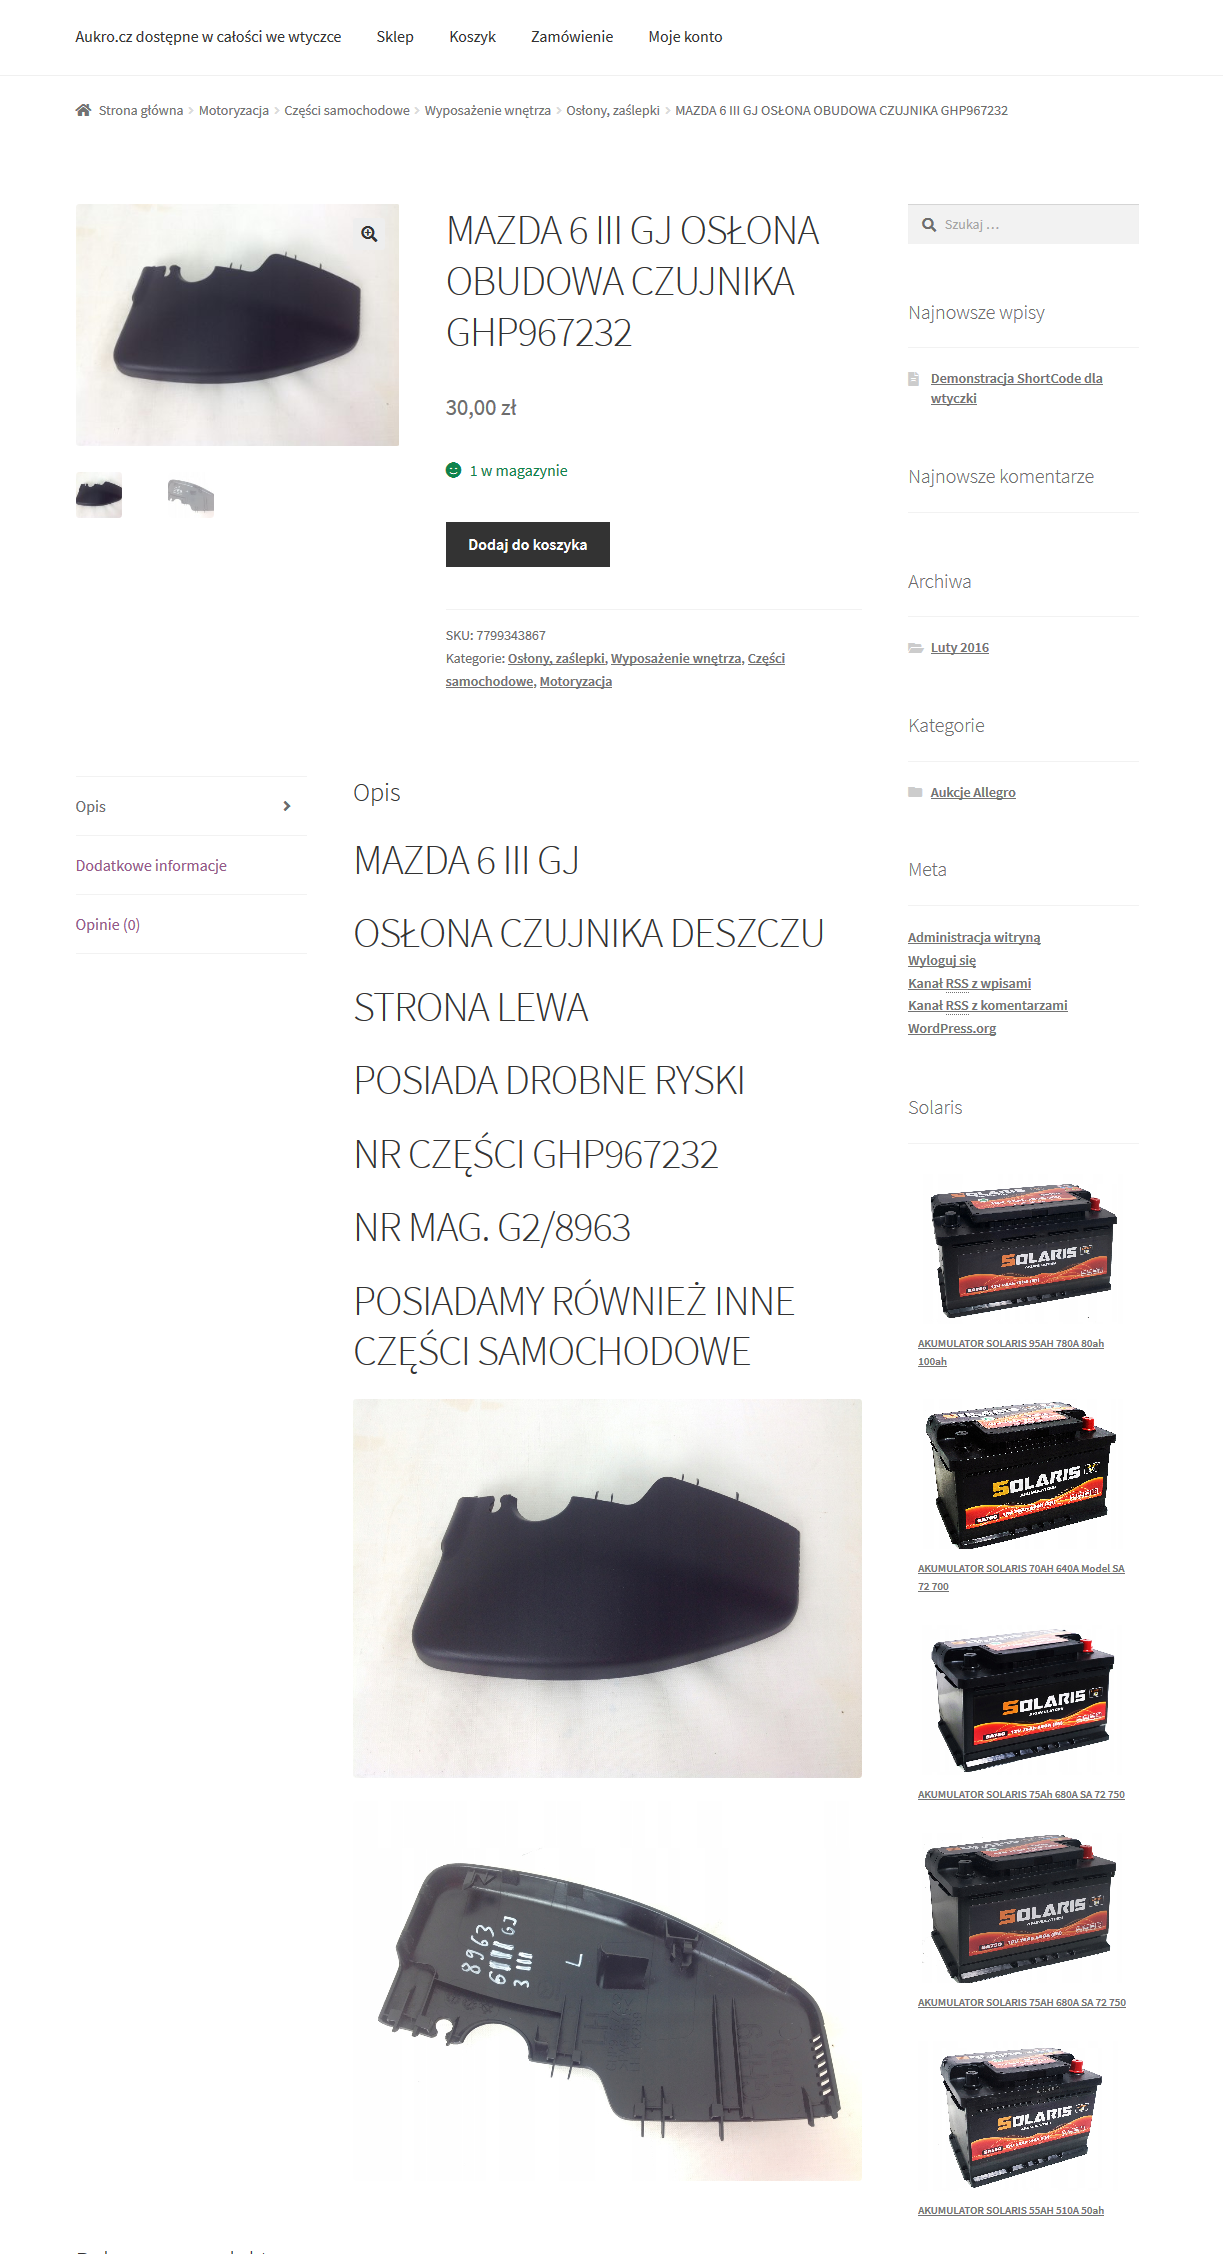 Aukro.cz dostępne w całości we wtyczce
Sklep
Koszyk
Zamówienie
Moje konto
Strona główna
Motoryzacja
Części samochodowe
Wyposażenie wnętrza
Osłony, zaślepki
MAZDA 6 III GJ OSŁONA OBUDOWA CZUJNIKA GHP967232
MAZDA 6 III GJ OSŁONA
OBUDOWA CZUJNIKA
GHP967232
30,00 zł
1 w magazynie
Dodaj do koszyka
SKU: 7799343867
Kategorie: Osłony, zaślepki, Wyposażenie wnętrza, Części
samochodowe, Motoryzacja
Opis
Dodatkowe informacje
Opinie (0)
Opis
MAZDA 6 III GJ
OSŁONA CZUJNIKA DESZCZU
STRONA LEWA
POSIADA DROBNE RYSKI
NR CZĘŚCI GHP967232
NR MAG. G2/8963
POSIADAMY RÓWNIEŻ INNE
CZĘŚCI SAMOCHODOWE
8963
GJ
L
Szukaj …
Najnowsze wpisy
Demonstracja ShortCode dla
wtyczki
Najnowsze komentarze
Archiwa
Luty 2016
Kategorie
Aukcje Allegro
Meta
Administracja witryną
Wyloguj się
Kanał RSS z wpisami
Kanał RSS z komentarzami
WordPress.org
Solaris
SOLARIS
AKUMULATOR SOLARIS 95AH 780A 80ah
100ah
SOLARIS
AKUMULATOR SOLARIS 70AH 640A Model SA
72 700
SOLARIS
AKUMULATOR SOLARIS 75Ah 680A SA 72 750
SOLARIS
AKUMULATOR SOLARIS 75AH 680A SA 72 750
SOLARIS
AKUMULATOR SOLARIS 55AH 510A 50ah